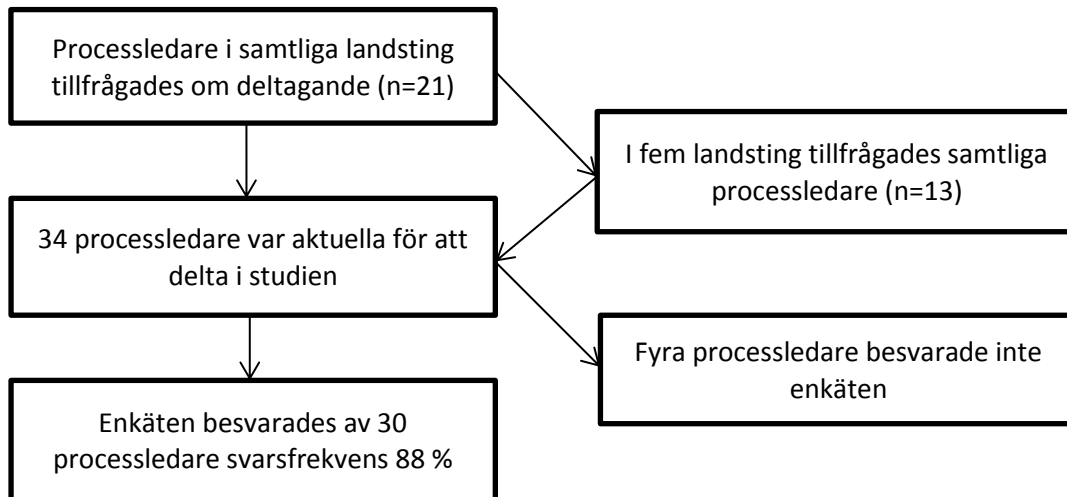 Processledare i samtliga landsting
tillfrågades om deltagande (n=21)
I fem landsting tillfrågades samtliga
processledare (n=13)
34 processledare var aktuella för att
delta i studien
Fyra processledare besvarade inte
enkäten
Enkäten besvarades av 30
processledare svarsfrekvens 88 %